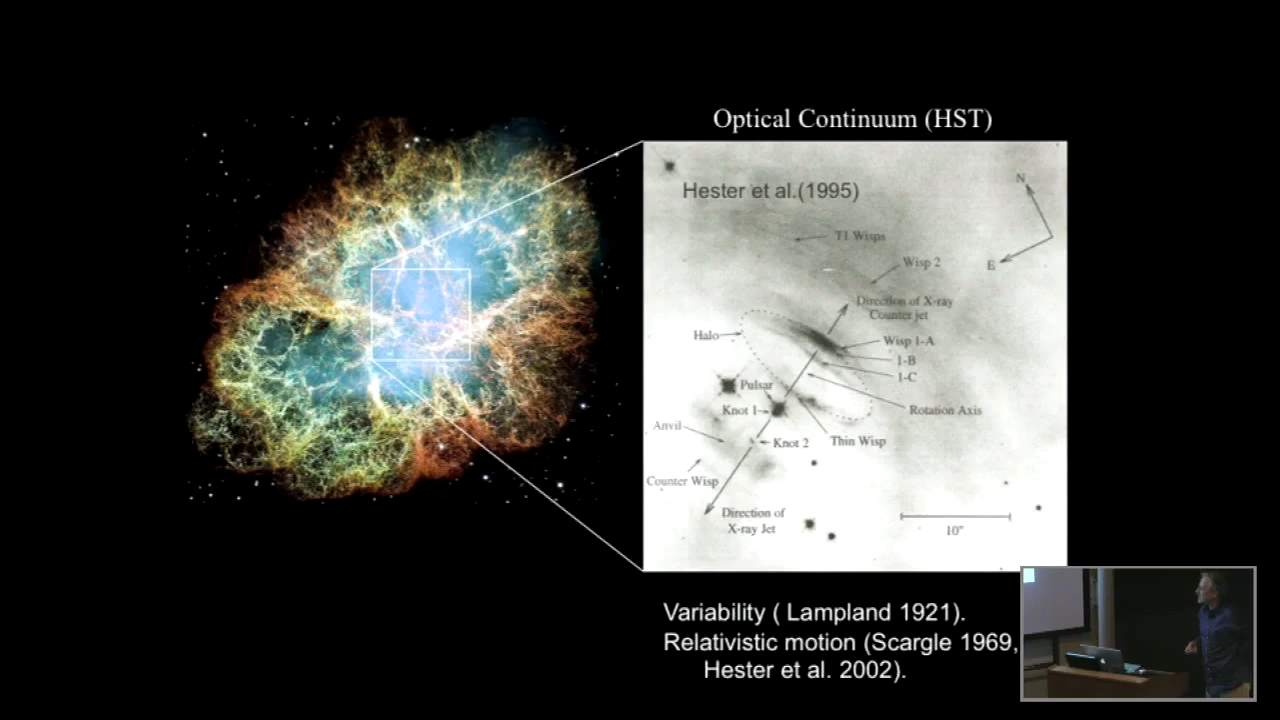 Optical Continuum (HST)
Hester et al.(1995)
N
T1 Wisps
Wisp 2
E
Direction of X-ray
Counter jet
Halo
Wisp 1-A
1-B
1-C
Pulsar
Knot 1
Rotation Axis
Anvil
Knot 2
Thin Wisp
Counter Wisp
Direction of
X-ray Jet
10"
Variability ( Lampland 1921).
Relativistic motion (Scargle 1969,
Hester et al. 2002).